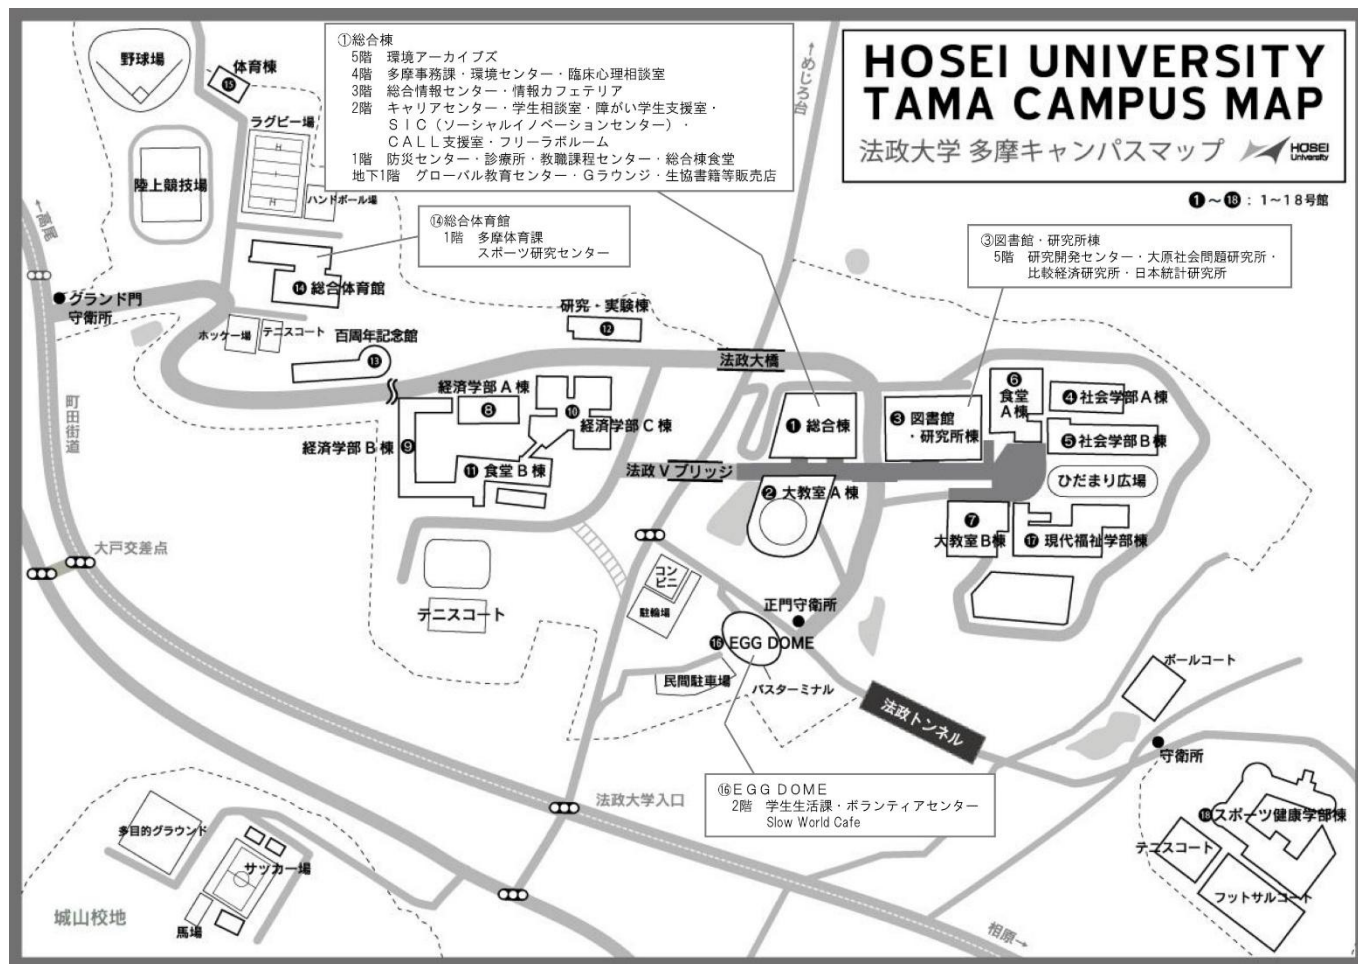 HOSEI UNIVERSITY
TAMA CAMPUS MAP
法政大学 多摩キャンパスマップ
HOSEI
University
❶～⓲：1～18号館
①総合棟
5階 環境アーカイブズ
4階 多摩事務課・環境センター・臨床心理相談室
3階 総合情報センター・情報カフェテリア
2階 キャリアセンター・学生相談室・障がい学生支援室・
ＳＩＣ（ソーシャルイノベーションセンター）・
ＣＡＬＬ支援室・フリーラボルーム
1階 防災センター・診療所・教職課程センター・総合棟食堂
地下1階 グローバル教育センター・Ｇラウンジ・生協書籍等販売店
⑭総合体育館
1階 多摩体育課
スポーツ研究センター
③図書館・研究所棟
5階 研究開発センター・大原社会問題研究所・
比較経済研究所・日本統計研究所
野球場
体育棟
⓯
ラグビー場
H
H
ハンドボール場
陸上競技場
←高尾
↑めじろ台
グランド門
守衛所
⓮総合体育館
ホッケー場
テニスコート
百周年記念館
⓭
研究・実験棟
⓬
法政大橋
町田街道
経済学部Ａ棟
❽
❿
経済学部Ｃ棟
経済学部Ｂ棟
❾
⓫食堂Ｂ棟
❶総合棟
❸図書館
・研究所棟
❻
食堂
Ａ棟
❹社会学部Ａ棟
❺社会学部Ｂ棟
法政Ｖブリッジ
❷大教室Ａ棟
ひだまり広場
❼
大教室Ｂ棟
⓱現代福祉学部棟
大戸交差点
コン
ビニ
駐輪場
テニスコート
正門守衛所
⓰EGG DOME
民間駐車場
バスターミナル
法政トンネル
ボールコート
守衛所
⑯ＥＧＧ ＤＯＭＥ
2階 学生生活課・ボランティアセンター
Slow World Cafe
法政大学入口
⓲スポーツ健康学部棟
テニスコート
フットサルコート
多目的グラウンド
サッカー場
馬場
城山校地
相原→